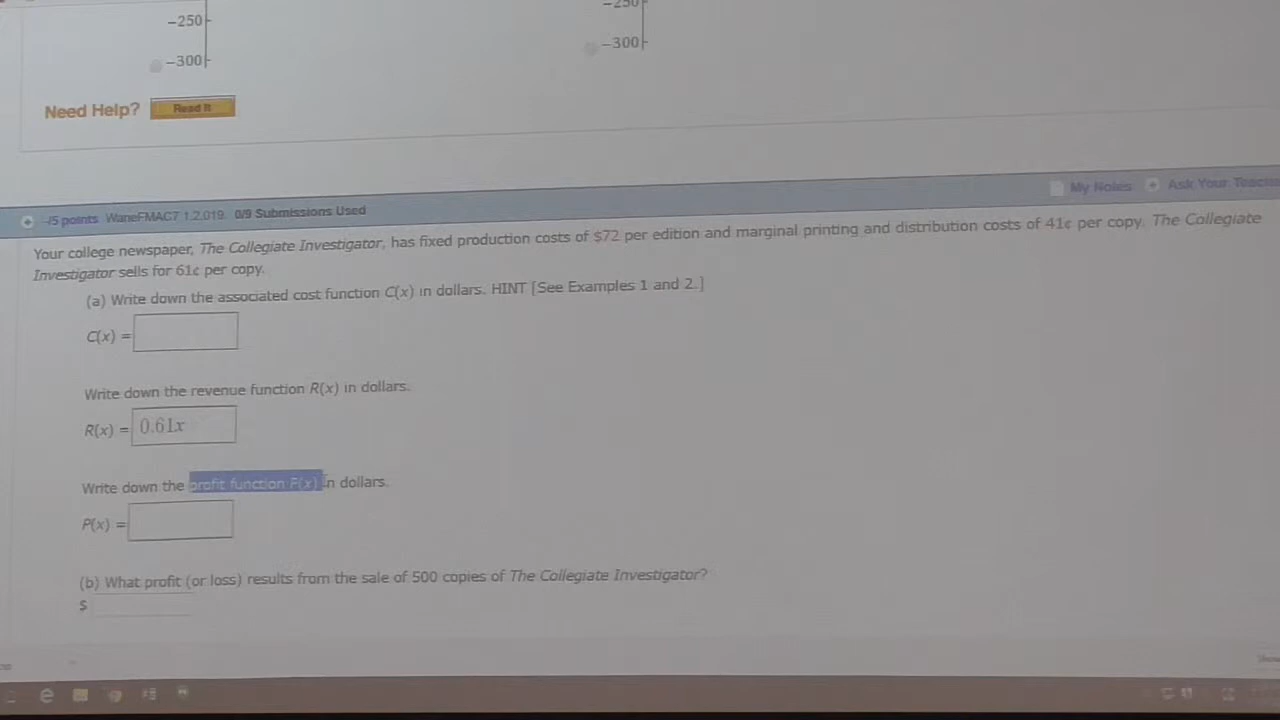 -250
-250
-300
-300
Need Help? Read It
My Notes
Ask Your Teacher
-/5 points WaneFMAC7 1.2.019. 0/9 Submissions Used
Your college newspaper, The Collegiate Investigator, has fixed production costs of $72 per edition and marginal printing and distribution costs of 41¢ per copy. The Collegiate
Investigator sells for 61¢ per copy.
(a) Write down the associated cost function C(x) in dollars. HINT [See Examples 1 and 2.]
C(x) =
Write down the revenue function R(x) in dollars.
R(x) = 0.61x
Write down the profit function P(x) in dollars.
P(x) =
(b) What profit (or loss) results from the sale of 500 copies of The Collegiate Investigator?
$